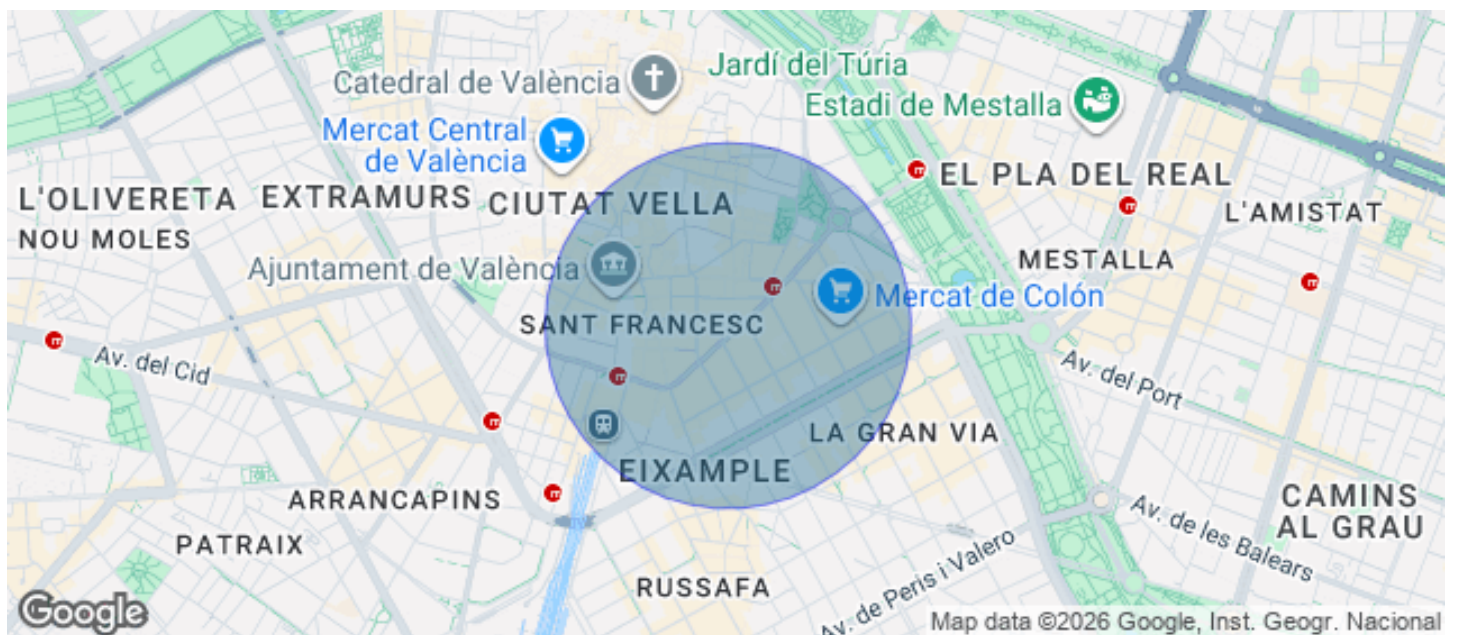 Jardí del Túria
Catedral de València
Estadi de Mestalla
Mercat Central
de València
EL PLA DEL REAL
L'OLIVERETA
EXTRAMURS
CIUTAT VELLA
L'AMISTAT
NOU MOLES
MESTALLA
Ajuntament de València
Mercat de Colón
SANT FRANCESC
Av. del Cid
Av. del Port
LA GRAN VIA
EIXAMPLE
ARRANCAPINS
CAMINS
AL GRAU
Av. de les Balears
PATRAIX
Av. de Peris i Valero
RUSSAFA
Google
Map data ©2026 Google, Inst. Geogr. Nacional